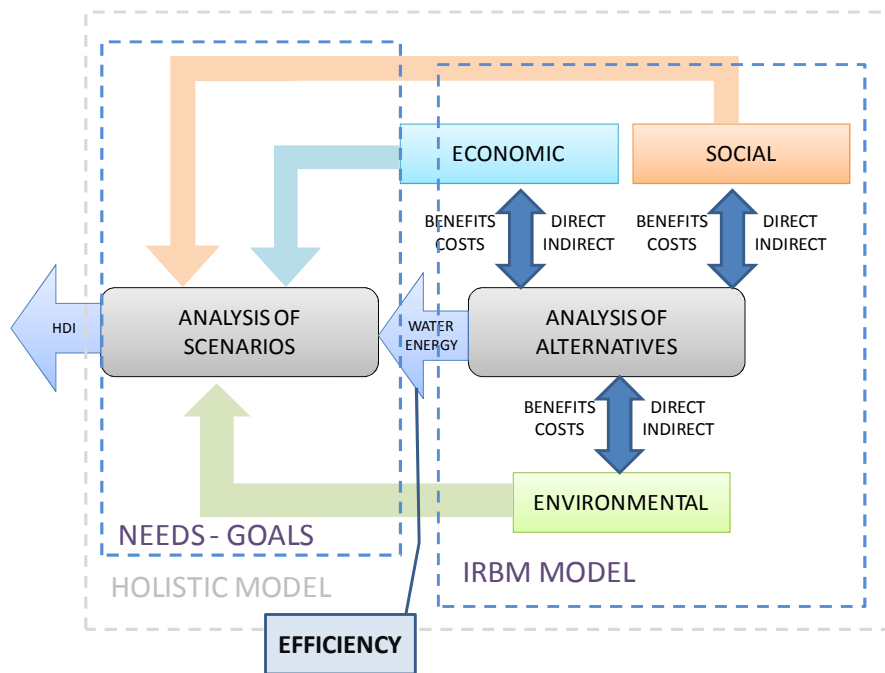 ECONOMIC
SOCIAL
BENEFITS
COSTS
DIRECT
INDIRECT
BENEFITS
COSTS
DIRECT
INDIRECT
HDI
ANALYSIS OF
SCENARIOS
WATER
ENERGY
ANALYSIS OF
ALTERNATIVES
BENEFITS
COSTS
DIRECT
INDIRECT
ENVIRONMENTAL
NEEDS - GOALS
HOLISTIC MODEL
IRBM MODEL
EFFICIENCY